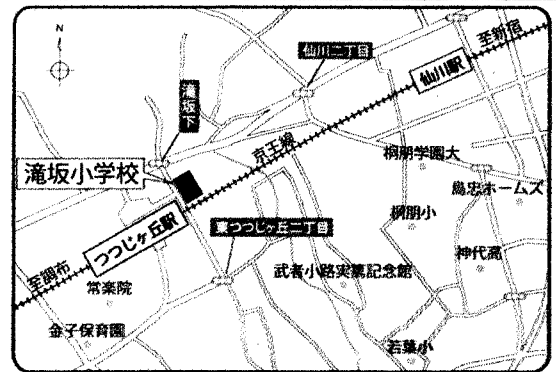 N
仙川二丁目
至新宿
仙川駅
滝坂下
京王線
桐朋学園大
滝坂小学校
島忠ホームズ
桐朋小
つつじヶ丘駅
東つつじヶ丘二丁目
神代高
至調布
武者小路実篤記念館
常楽院
金子保育園
若葉小